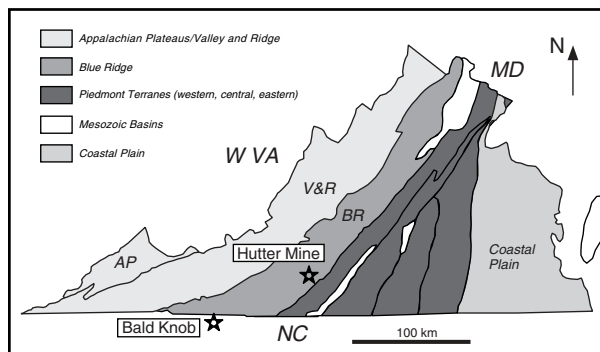 Appalachian Plateaus/Valley and Ridge
Blue Ridge
Piedmont Terranes (western, central, eastern)
Mesozoic Basins
Coastal Plain
MD
N
W VA
V&R
BR
AP
Hutter Mine
Coastal
Plain
Bald Knob
NC
100 km